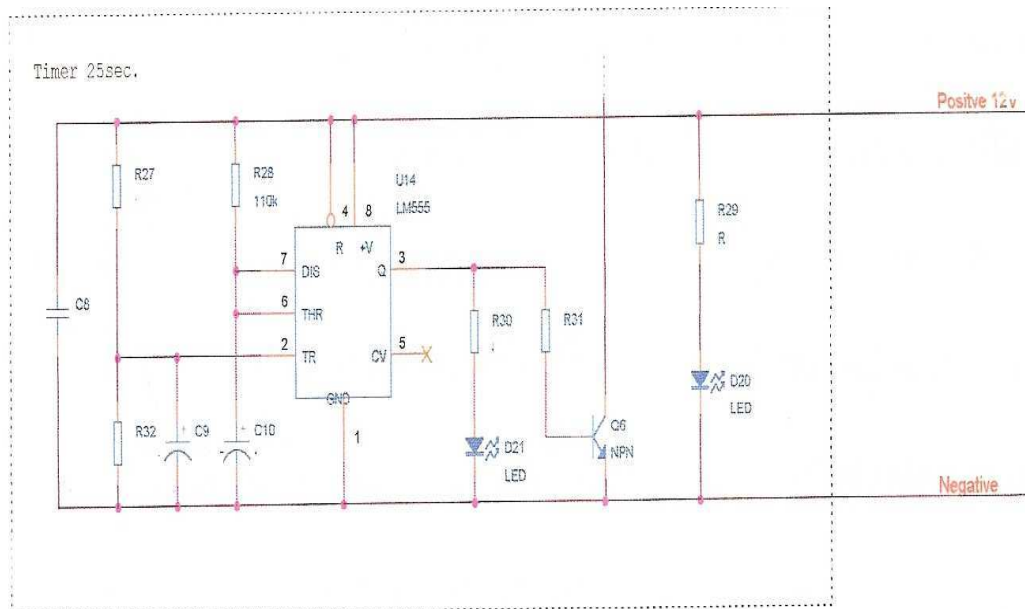 Timer 25sec.
Positve 12v
R27
R28
110k
U14
LM555
4
8
R
+V
R29
R
7
DIS
Q
3
C8
6
THR
R30
R31
2
TR
CV
5
GND
D20
LED
R32
C9
C10
1
D21
LED
Q6
NPN
Negative